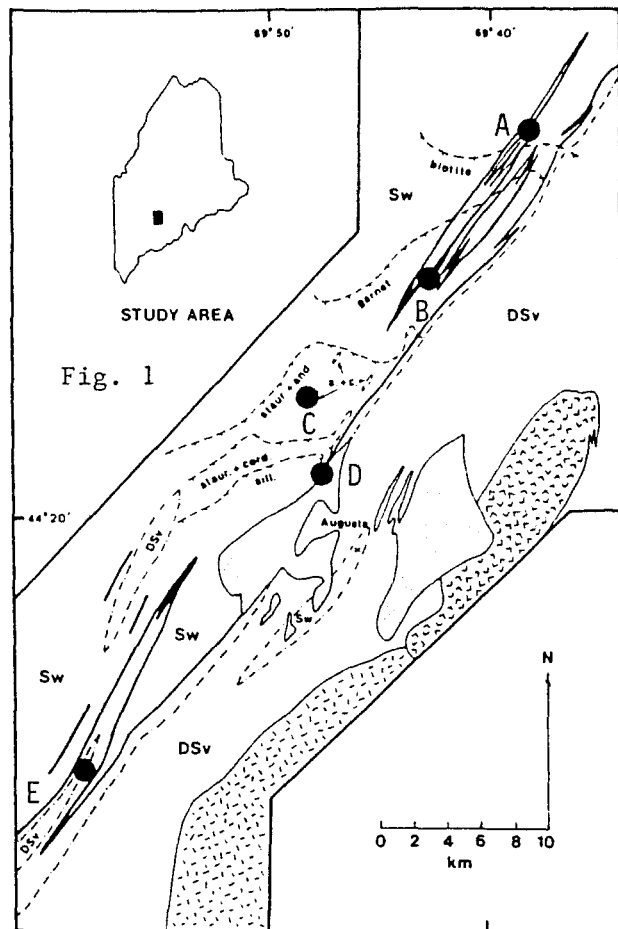 69°50'
69°40'
A
biotite
Sw
B
garnet
STUDY AREA
DSv
Fig. 1
staur + and
C
D
staur. + cord
sill.
44°20'
Augusta
DSv
Sw
Sw
Sw
N
DSv
E
DSv
0 2 4 6 8 10
km